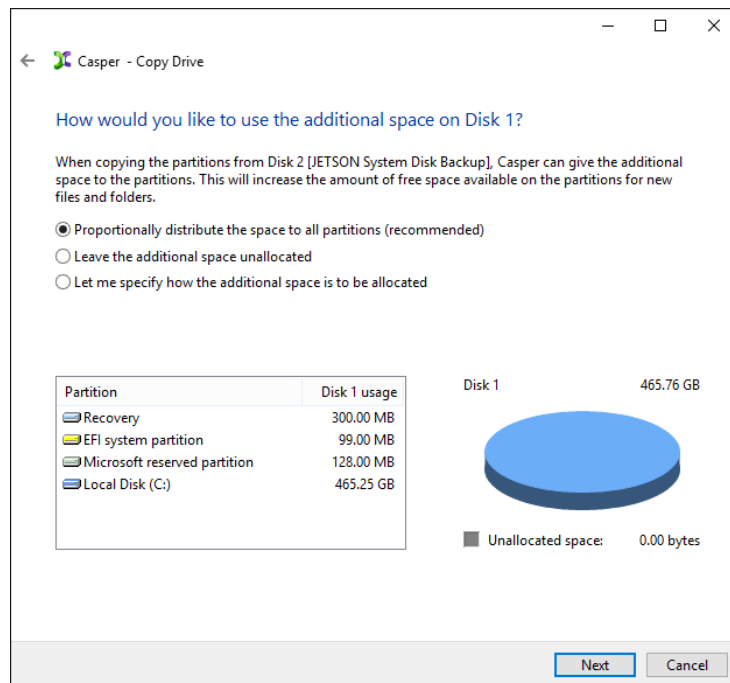 Casper - Copy Drive
How would you like to use the additional space on Disk 1?
When copying the partitions from Disk 2 [JETSON System Disk Backup], Casper can give the additional
space to the partitions. This will increase the amount of free space available on the partitions for new
files and folders.
Proportionally distribute the space to all partitions (recommended)
Leave the additional space unallocated
Let me specify how the additional space is to be allocated
Partition Disk 1 usage
Recovery 300.00 MB
EFI system partition 99.00 MB
Microsoft reserved partition 128.00 MB
Local Disk (C:) 465.25 GB
Disk 1 465.76 GB
Unallocated space: 0.00 bytes
Next Cancel